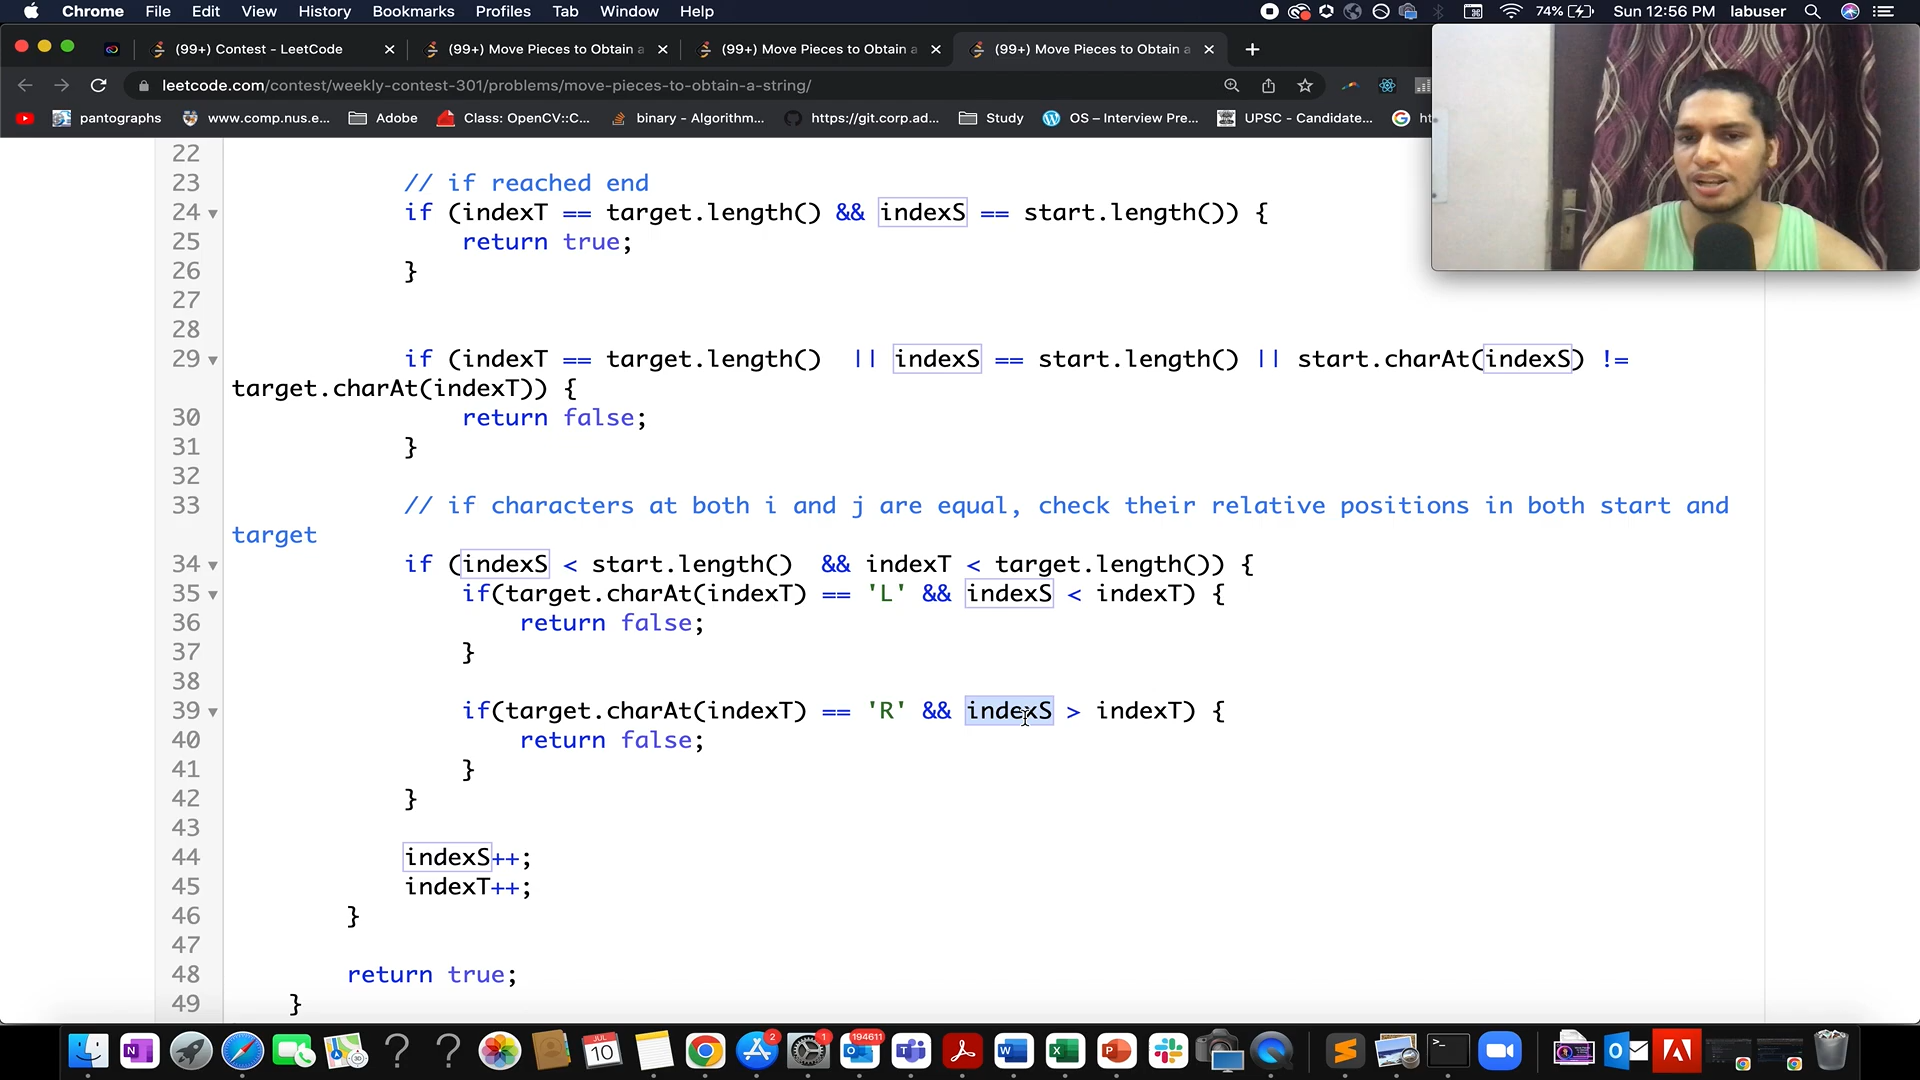 Chrome File Edit View History Bookmarks Profiles Tab Window Help 74% Sun 12:56 PM labuser
(99+) Contest - LeetCode (99+) Move Pieces to Obtain a (99+) Move Pieces to Obtain a (99+) Move Pieces to Obtain a
leetcode.com/contest/weekly-contest-301/problems/move-pieces-to-obtain-a-string/
pantographs www.comp.nus.e... Adobe Class: OpenCV::C... binary - Algorithm... https://git.corp.ad... Study OS – Interview Pre... UPSC - Candidate...
22
23 // if reached end
24 if (indexT == target.length() && indexS == start.length()) {
25 return true;
26 }
27
28
29 if (indexT == target.length() || indexS == start.length() || start.charAt(indexS) !=
target.charAt(indexT)) {
30 return false;
31 }
32
33 // if characters at both i and j are equal, check their relative positions in both start and
target
34 if (indexS < start.length() && indexT < target.length()) {
35 if(target.charAt(indexT) == 'L' && indexS < indexT) {
36 return false;
37 }
38
39 if(target.charAt(indexT) == 'R' && indexS > indexT) {
40 return false;
41 }
42 }
43
44 indexS++;
45 indexT++;
46 }
47
48 return true;
49 }
2 1 194611
JUL
10